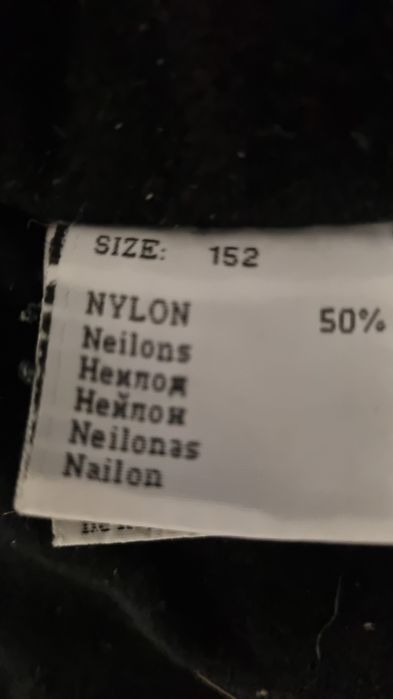 SIZE: 152
NYLON 50%
Neilons
Нейлон
Нейлон
Neilonas
Nailon